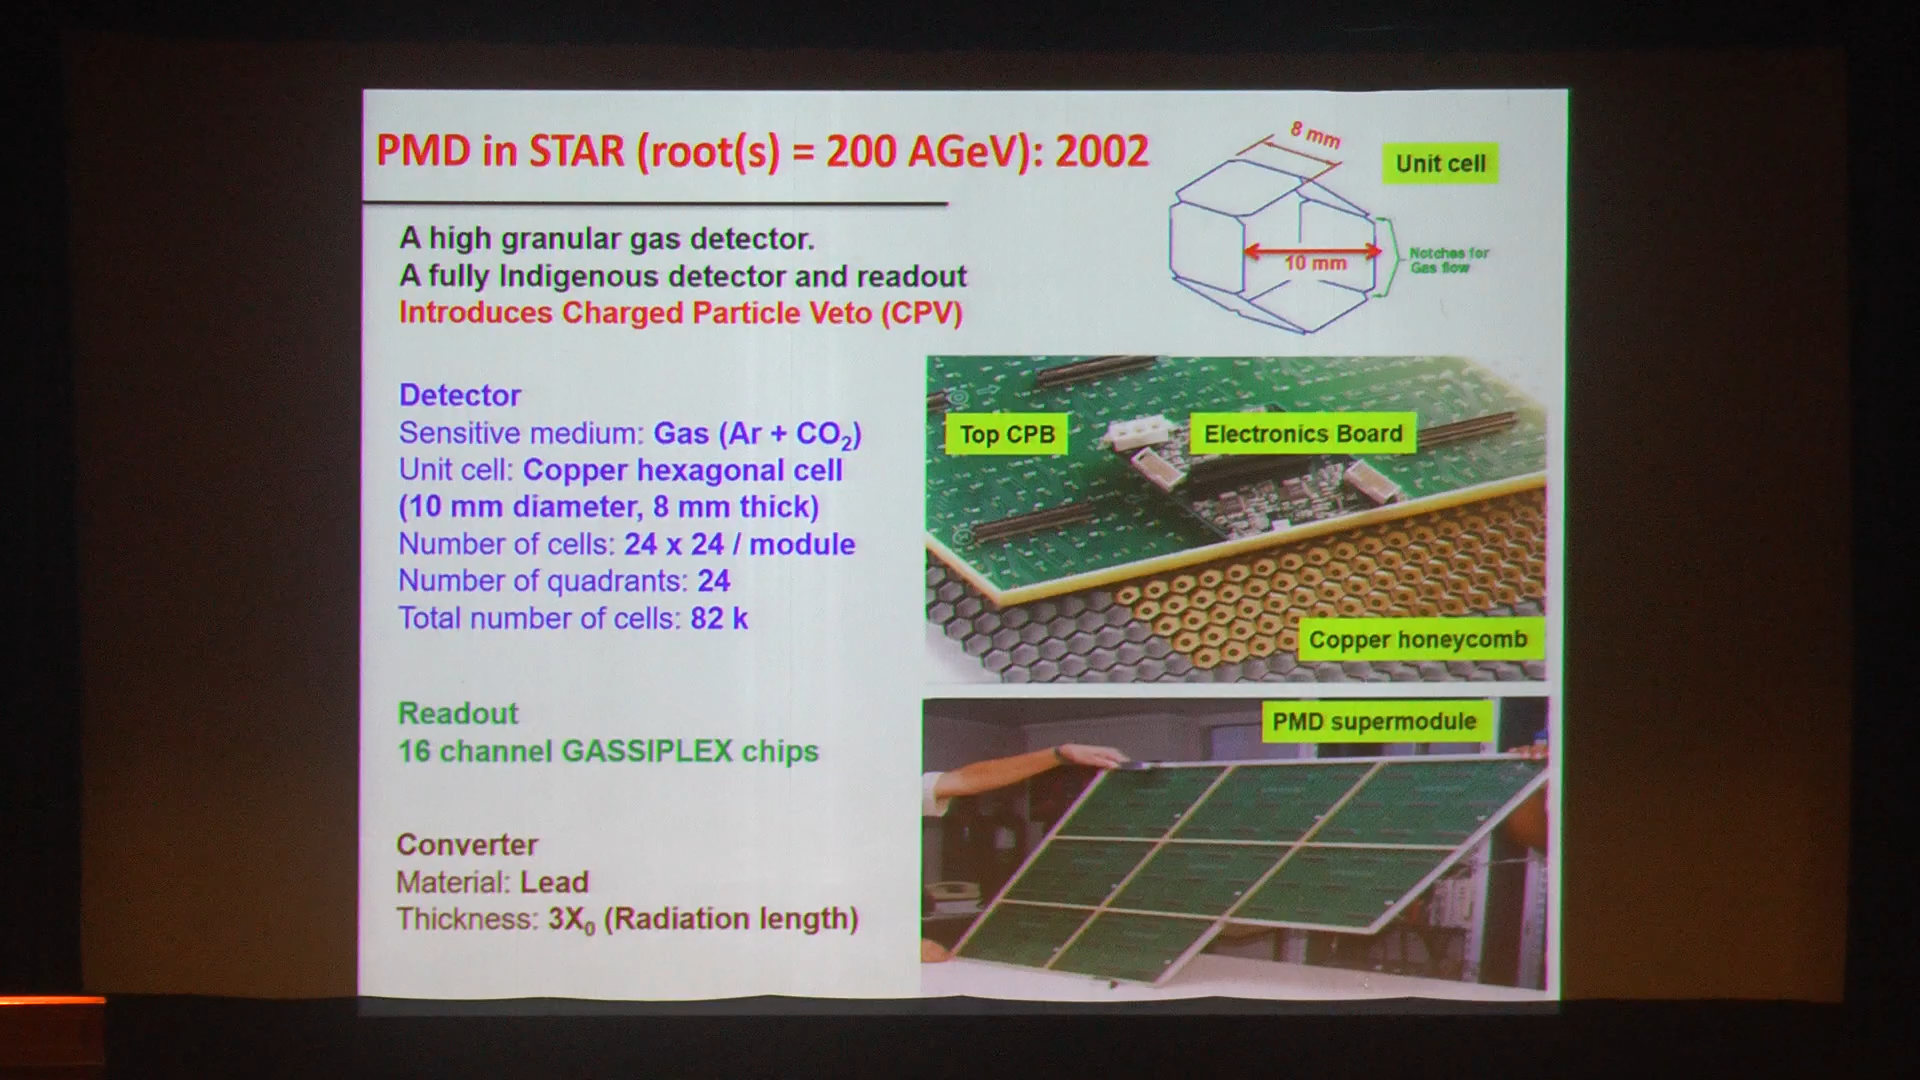 PMD in STAR (root(s) = 200 AGeV): 2002
8 mm
Unit cell
10 mm
Notches for
Gas flow
A high granular gas detector.
A fully Indigenous detector and readout
Introduces Charged Particle Veto (CPV)
Detector
Sensitive medium: Gas (Ar + CO₂)
Unit cell: Copper hexagonal cell
(10 mm diameter, 8 mm thick)
Number of cells: 24 x 24 / module
Number of quadrants: 24
Total number of cells: 82 k
Top CPB
Electronics Board
Copper honeycomb
Readout
16 channel GASSIPLEX chips
PMD supermodule
Converter
Material: Lead
Thickness: 3X₀ (Radiation length)